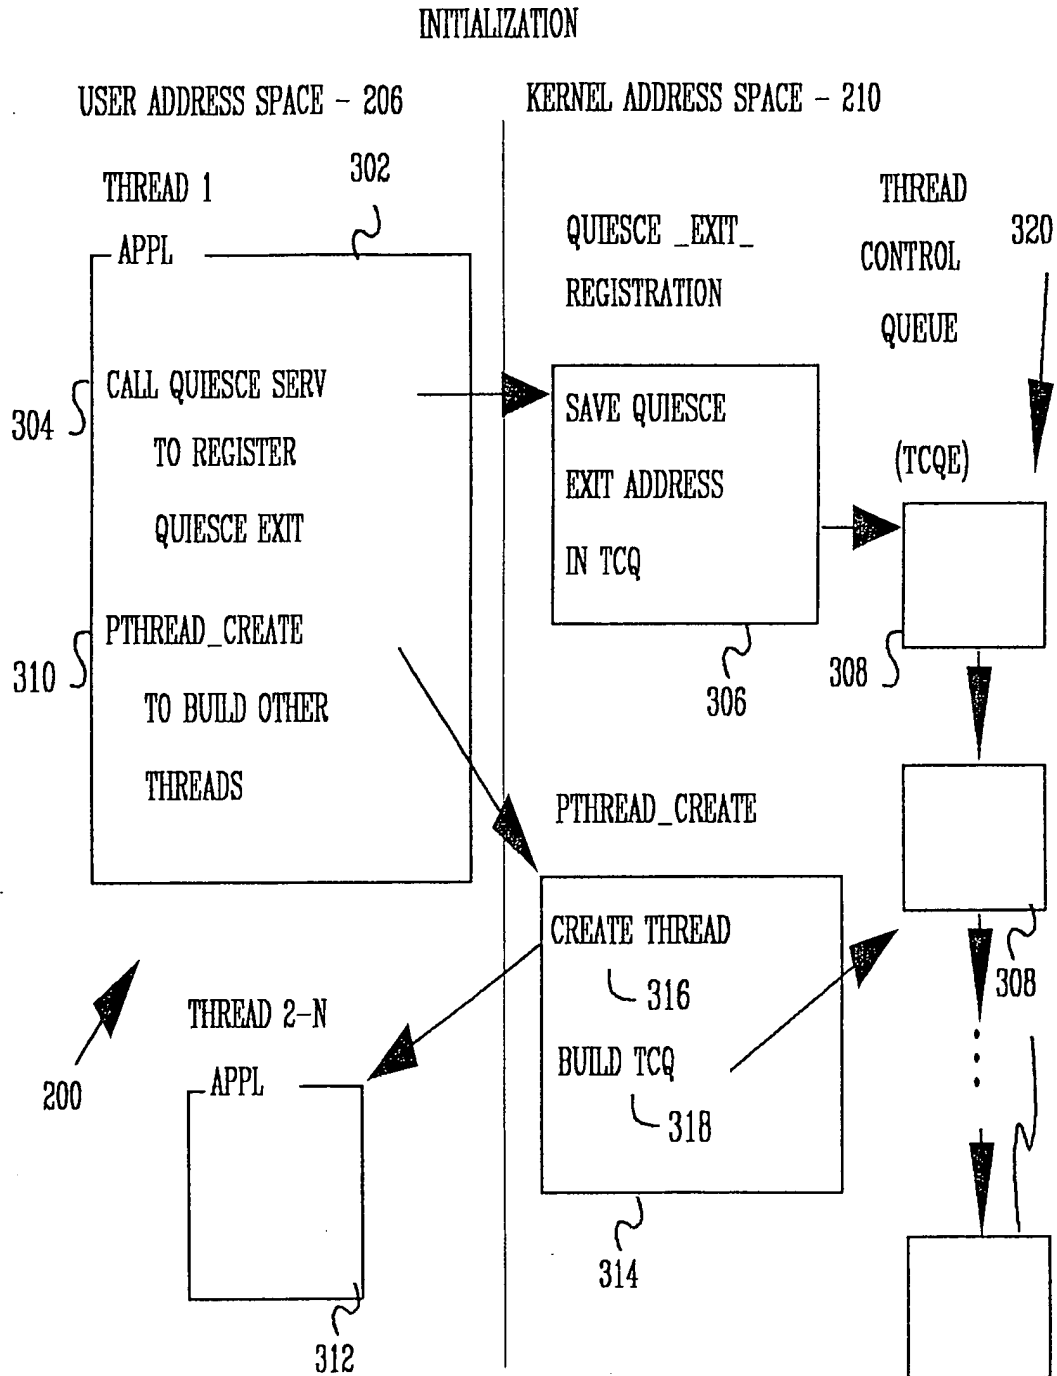 INITIALIZATION
USER ADDRESS SPACE - 206
KERNEL ADDRESS SPACE - 210
THREAD 1
302
APPL
CALL QUIESCE SERV
TO REGISTER
QUIESCE EXIT
304
PTHREAD_CREATE
TO BUILD OTHER
THREADS
310
QUIESCE _EXIT_
REGISTRATION
SAVE QUIESCE
EXIT ADDRESS
IN TCQ
306
THREAD
CONTROL
QUEUE
320
(TCQE)
308
PTHREAD_CREATE
CREATE THREAD
316
BUILD TCQ
318
314
308
200
THREAD 2-N
APPL
312